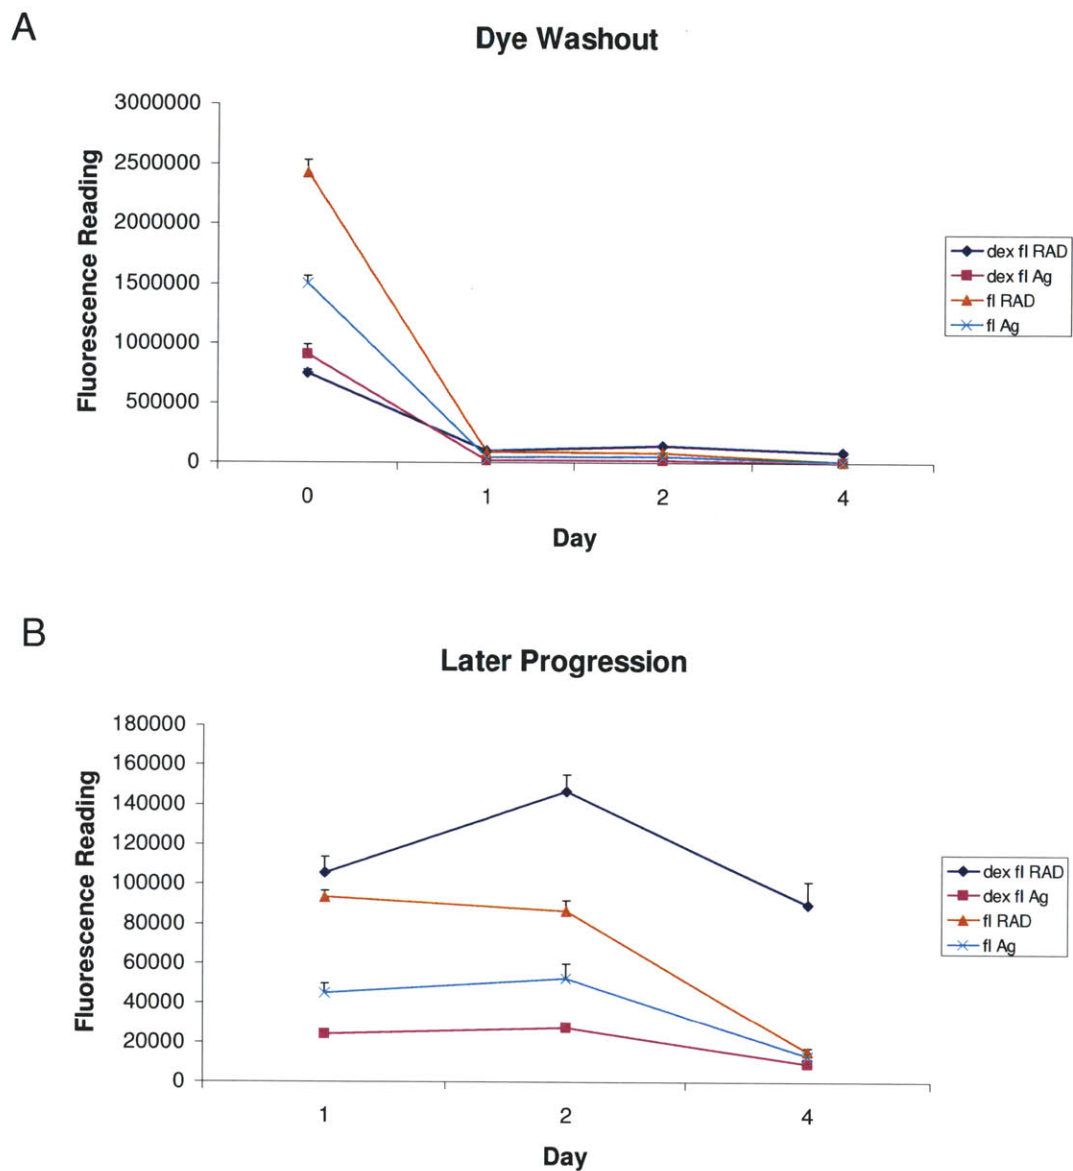 A
Dye Washout
3000000
2500000
2000000
1500000
1000000
500000
0
Fluorescence Reading
0 1 2 4
Day
dex fl RAD
dex fl Ag
fl RAD
fl Ag
B
Later Progression
180000
160000
140000
120000
100000
80000
60000
40000
20000
0
Fluorescence Reading
1 2 4
Day
dex fl RAD
dex fl Ag
fl RAD
fl Ag